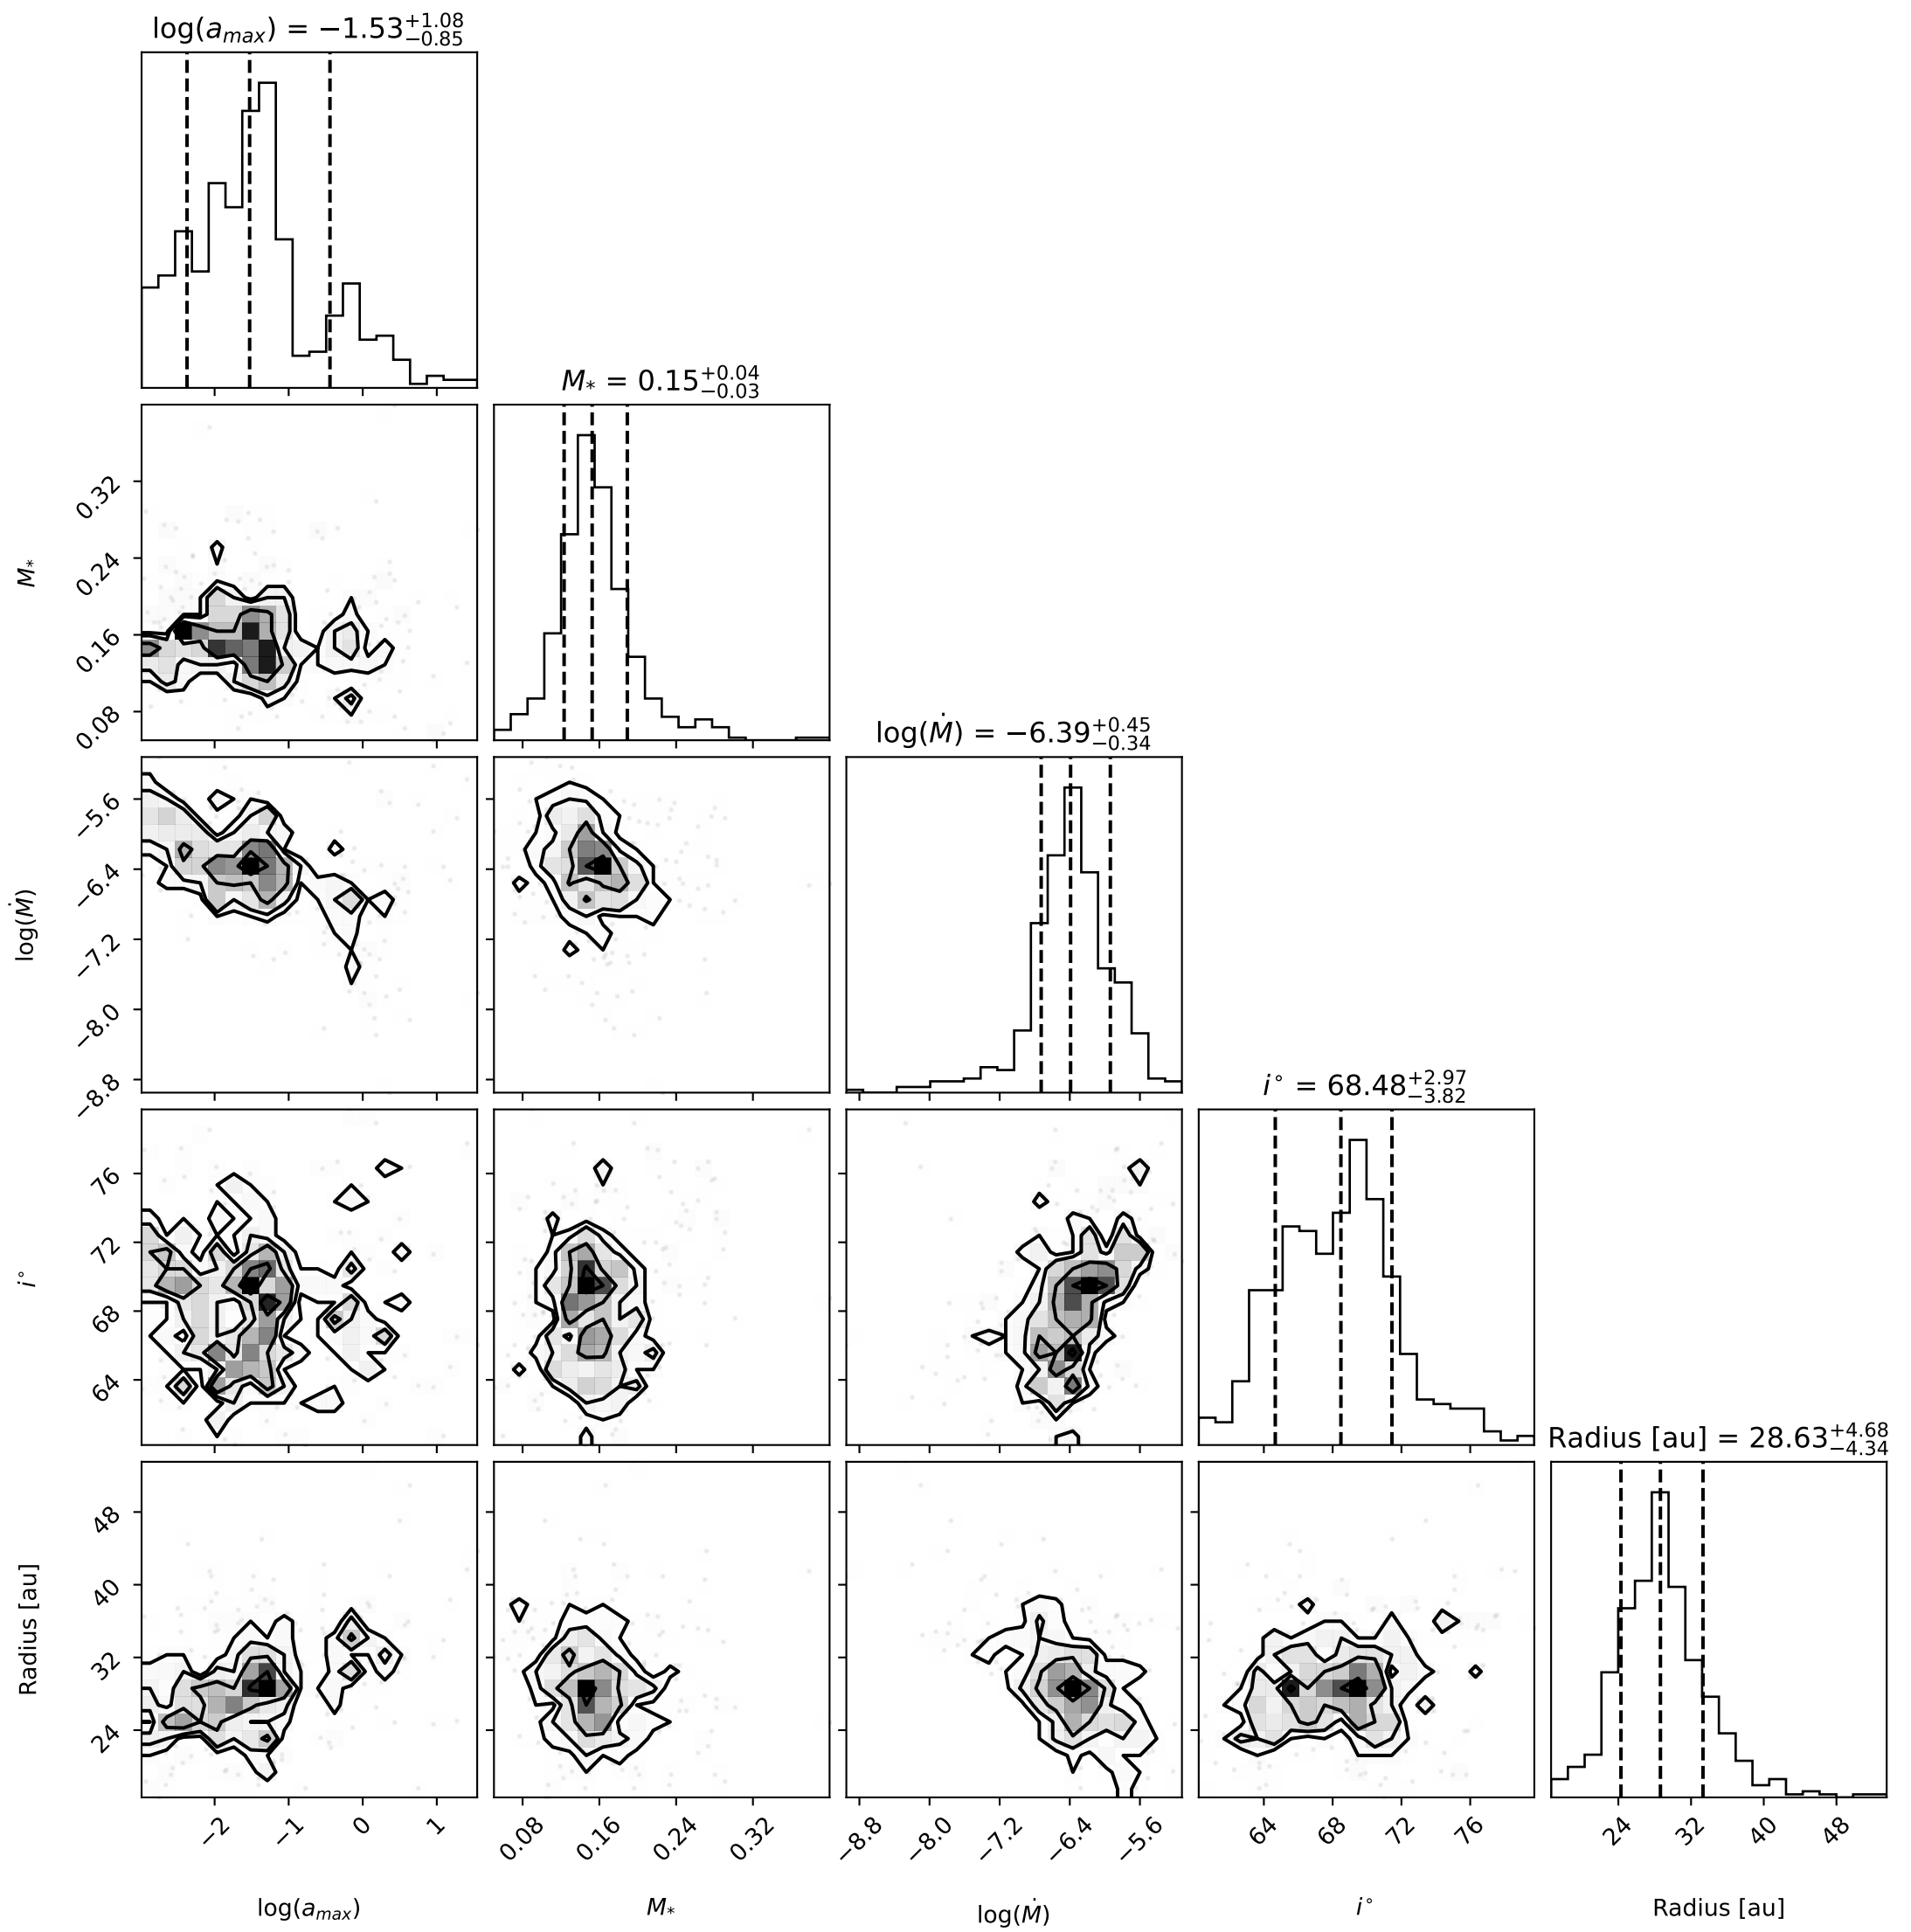 log(a_max) = −1.53 +1.08 −0.85
M* = 0.15 +0.04 −0.03
0.32
0.24
0.16
0.08
M*
log(Ṁ) = −6.39 +0.45 −0.34
−5.6
−6.4
−7.2
−8.0
−8.8
log(Ṁ)
i° = 68.48 +2.97 −3.82
76
72
68
64
i°
Radius [au] = 28.63 +4.68 −4.34
48
40
32
24
Radius [au]
−2 −1 0 1 0.08 0.16 0.24 0.32 −8.8 −8.0 −7.2 −6.4 −5.6 64 68 72 76 24 32 40 48
log(a_max) M* log(Ṁ) i° Radius [au]